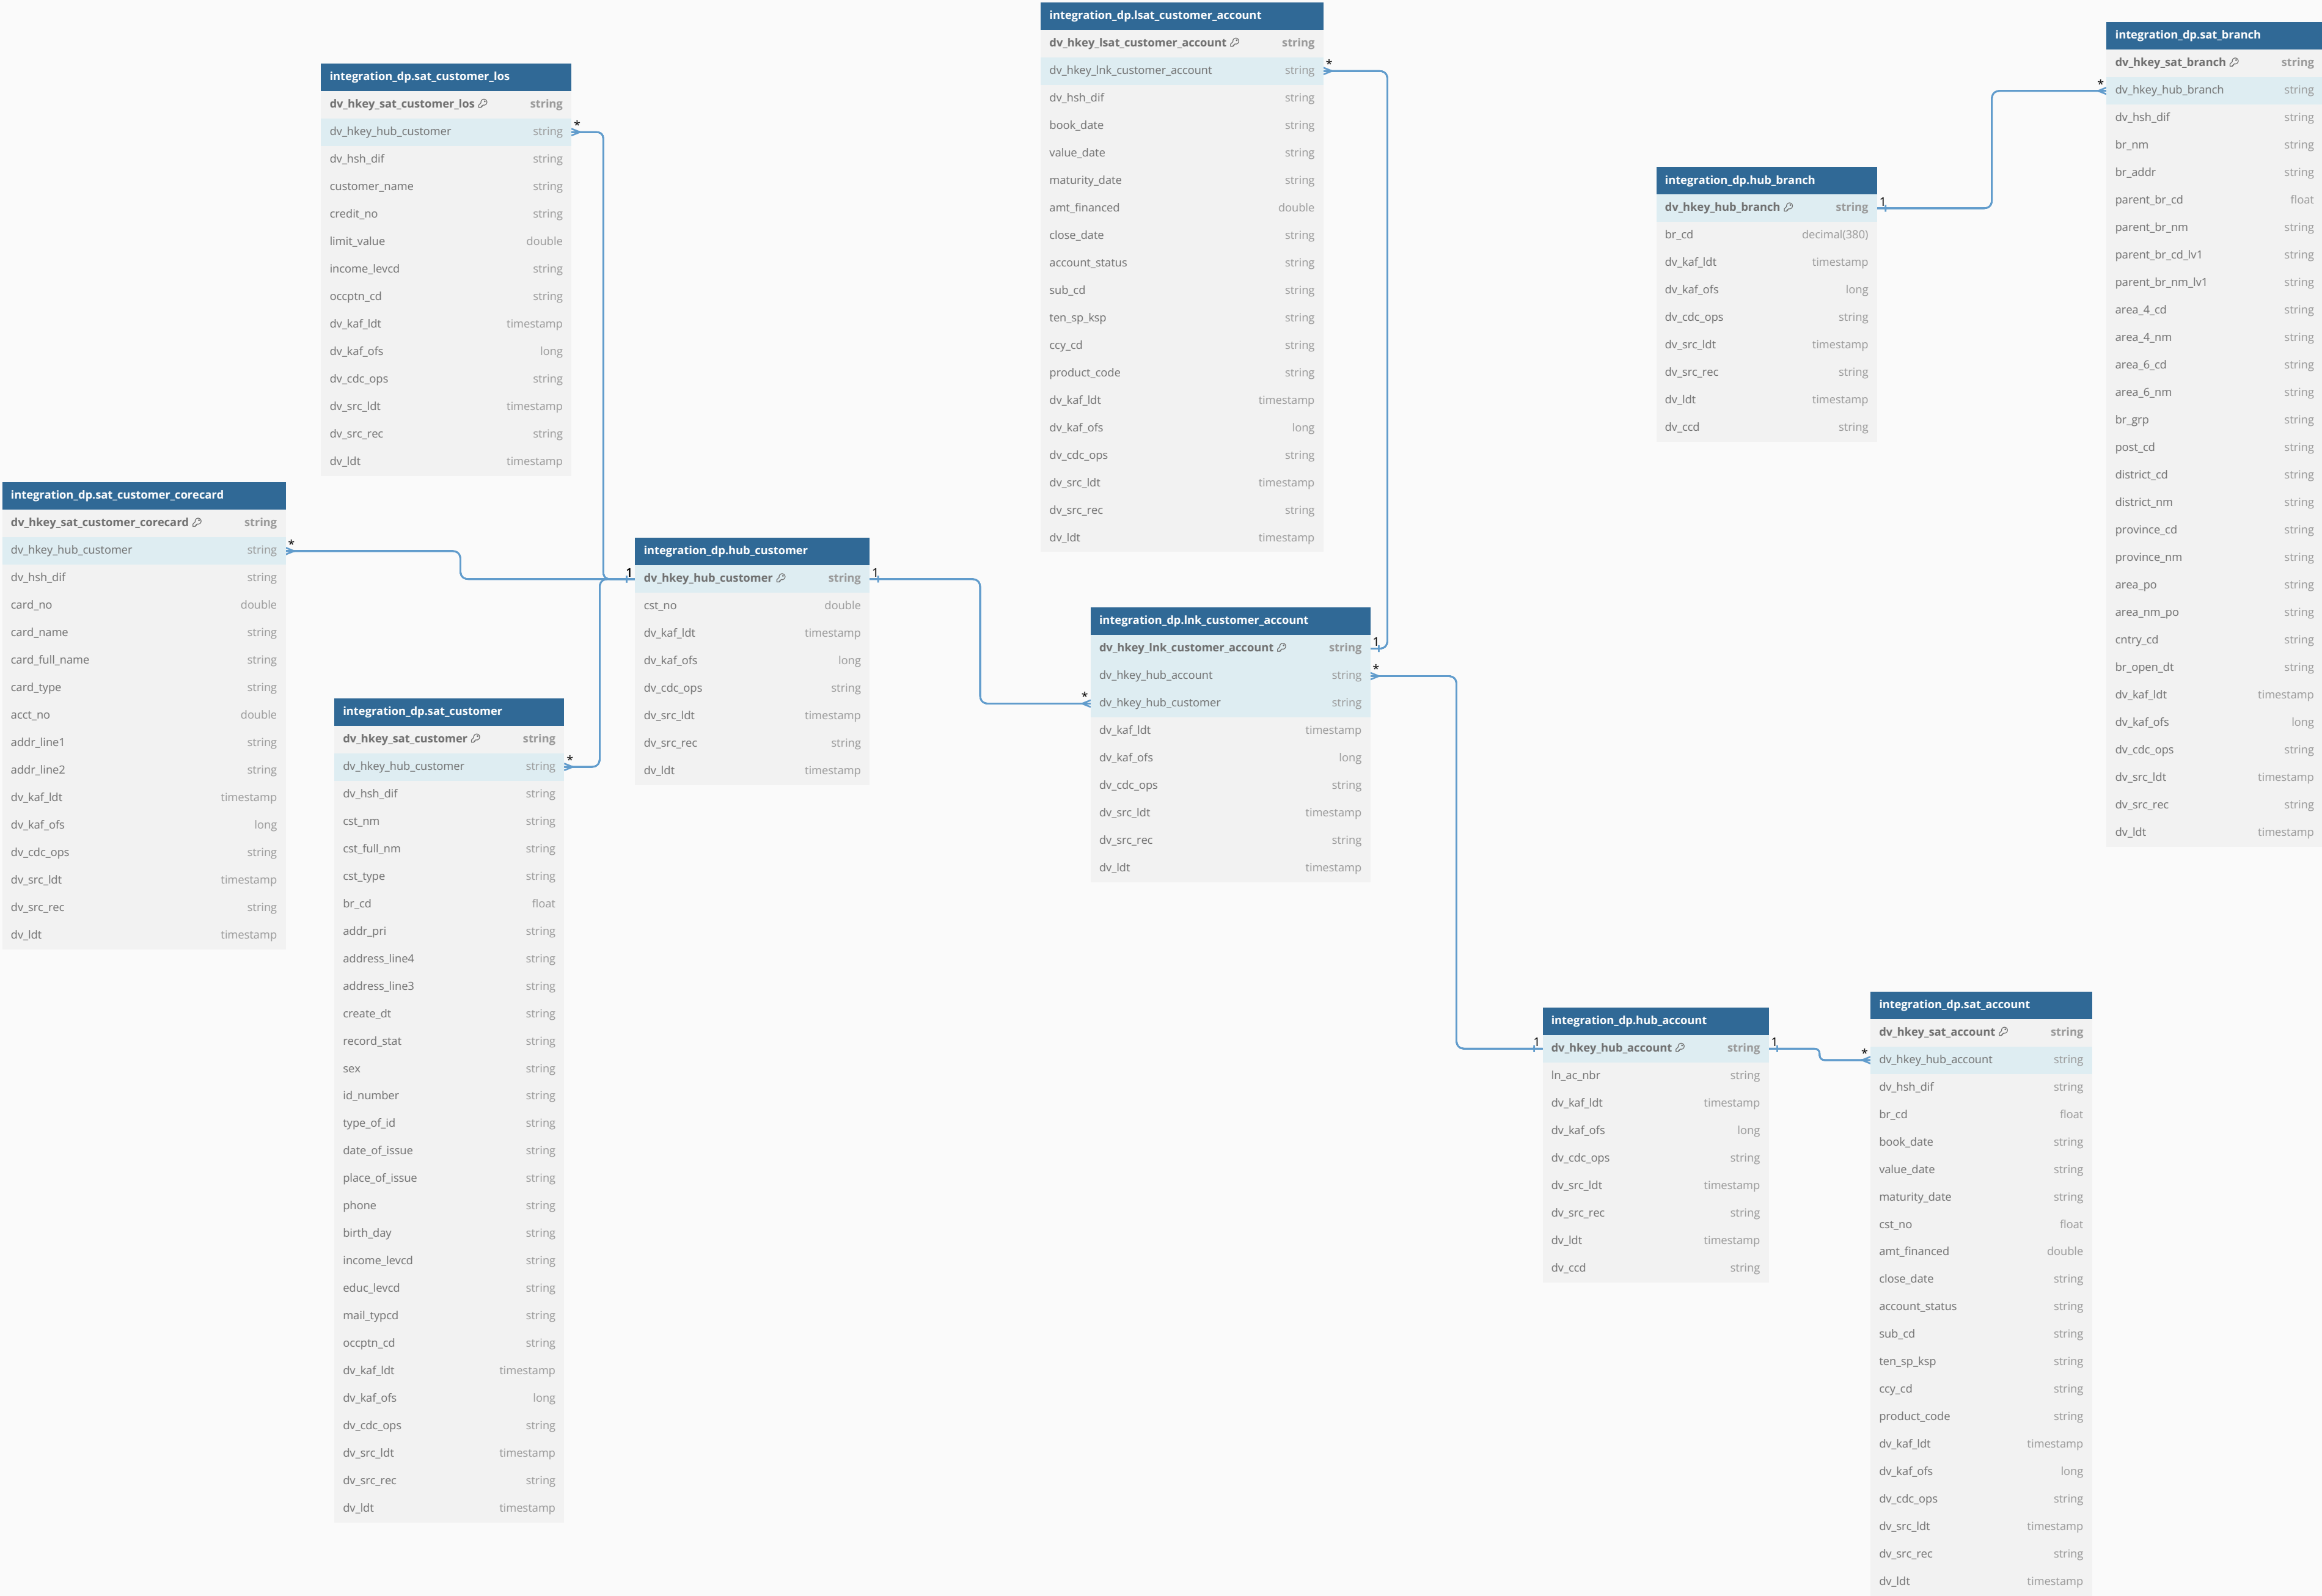 integration_dp.lsat_customer_account
dv_hkey_lsat_customer_account string
dv_hkey_lnk_customer_account string
dv_hsh_dif string
book_date string
value_date string
maturity_date string
amt_financed double
close_date string
account_status string
sub_cd string
ten_sp_ksp string
ccy_cd string
product_code string
dv_kaf_ldt timestamp
dv_kaf_ofs long
dv_cdc_ops string
dv_src_ldt timestamp
dv_src_rec string
dv_ldt timestamp
*
integration_dp.sat_branch
dv_hkey_sat_branch string
dv_hkey_hub_branch string
dv_hsh_dif string
br_nm string
br_addr string
parent_br_cd float
parent_br_nm string
parent_br_cd_lv1 string
parent_br_nm_lv1 string
area_4_cd string
area_4_nm string
area_6_cd string
area_6_nm string
br_grp string
post_cd string
district_cd string
district_nm string
province_cd string
province_nm string
area_po string
area_nm_po string
cntry_cd string
br_open_dt string
dv_kaf_ldt timestamp
dv_kaf_ofs long
dv_cdc_ops string
dv_src_ldt timestamp
dv_src_rec string
dv_ldt timestamp
*
integration_dp.sat_customer_los
dv_hkey_sat_customer_los string
dv_hkey_hub_customer string
dv_hsh_dif string
customer_name string
credit_no string
limit_value double
income_levcd string
occptn_cd string
dv_kaf_ldt timestamp
dv_kaf_ofs long
dv_cdc_ops string
dv_src_ldt timestamp
dv_src_rec string
dv_ldt timestamp
*
integration_dp.hub_branch
dv_hkey_hub_branch string
br_cd decimal(380)
dv_kaf_ldt timestamp
dv_kaf_ofs long
dv_cdc_ops string
dv_src_ldt timestamp
dv_src_rec string
dv_ldt timestamp
dv_ccd string
1
integration_dp.sat_customer_corecard
dv_hkey_sat_customer_corecard string
dv_hkey_hub_customer string
dv_hsh_dif string
card_no double
card_name string
card_full_name string
card_type string
acct_no double
addr_line1 string
addr_line2 string
dv_kaf_ldt timestamp
dv_kaf_ofs long
dv_cdc_ops string
dv_src_ldt timestamp
dv_src_rec string
dv_ldt timestamp
*
integration_dp.hub_customer
dv_hkey_hub_customer string
cst_no double
dv_kaf_ldt timestamp
dv_kaf_ofs long
dv_cdc_ops string
dv_src_ldt timestamp
dv_src_rec string
dv_ldt timestamp
1
1
integration_dp.lnk_customer_account
dv_hkey_lnk_customer_account string
dv_hkey_hub_account string
dv_hkey_hub_customer string
dv_kaf_ldt timestamp
dv_kaf_ofs long
dv_cdc_ops string
dv_src_ldt timestamp
dv_src_rec string
dv_ldt timestamp
1
*
*
integration_dp.sat_customer
dv_hkey_sat_customer string
dv_hkey_hub_customer string
dv_hsh_dif string
cst_nm string
cst_full_nm string
cst_type string
br_cd float
addr_pri string
address_line4 string
address_line3 string
create_dt string
record_stat string
sex string
id_number string
type_of_id string
date_of_issue string
place_of_issue string
phone string
birth_day string
income_levcd string
educ_levcd string
mail_typcd string
occptn_cd string
dv_kaf_ldt timestamp
dv_kaf_ofs long
dv_cdc_ops string
dv_src_ldt timestamp
dv_src_rec string
dv_ldt timestamp
*
integration_dp.hub_account
dv_hkey_hub_account string
ln_ac_nbr string
dv_kaf_ldt timestamp
dv_kaf_ofs long
dv_cdc_ops string
dv_src_ldt timestamp
dv_src_rec string
dv_ldt timestamp
dv_ccd string
1
1
integration_dp.sat_account
dv_hkey_sat_account string
dv_hkey_hub_account string
dv_hsh_dif string
br_cd float
book_date string
value_date string
maturity_date string
cst_no float
amt_financed double
close_date string
account_status string
sub_cd string
ten_sp_ksp string
ccy_cd string
product_code string
dv_kaf_ldt timestamp
dv_kaf_ofs long
dv_cdc_ops string
dv_src_ldt timestamp
dv_src_rec string
dv_ldt timestamp
*